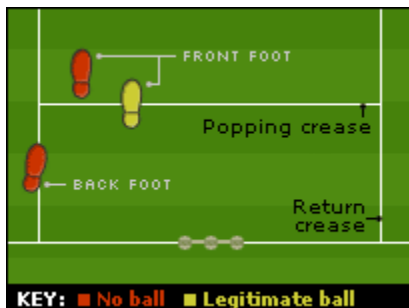 FRONT FOOT
Popping crease
BACK FOOT
Return
crease
KEY: No ball Legitimate ball